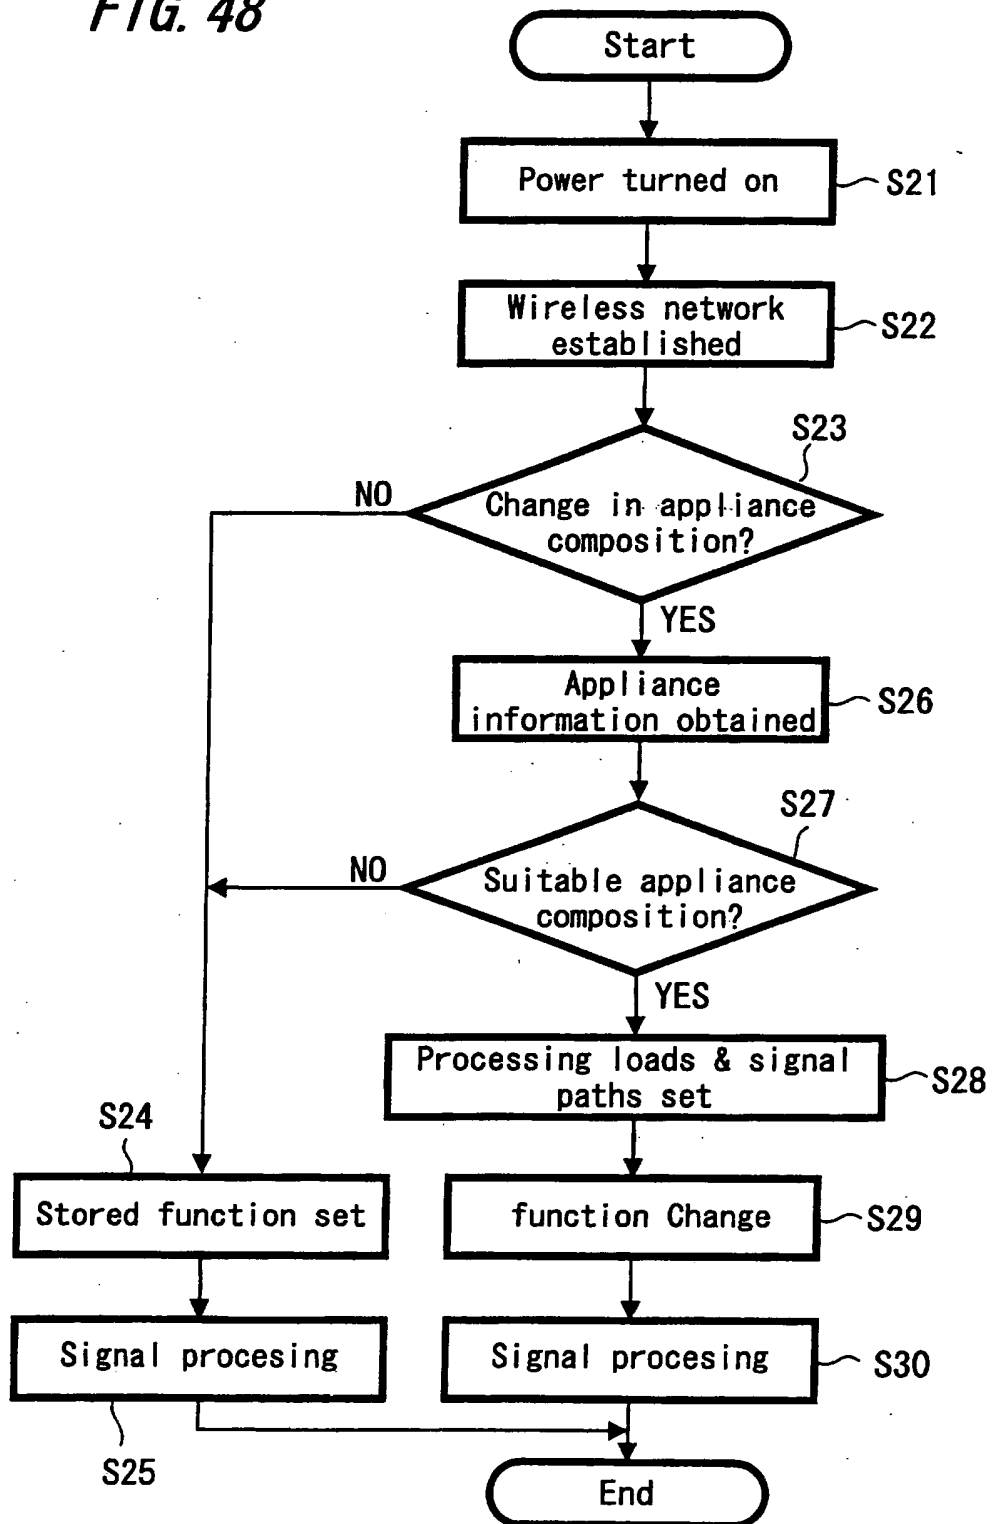 FIG. 48
Start
Power turned on
S21
Wireless network
established
S22
S23
NO
Change in appliance
composition?
YES
Appliance
information obtained
S26
S27
NO
Suitable appliance
composition?
YES
Processing loads & signal
paths set
S28
S24
Stored function set
function Change
S29
Signal procesing
Signal procesing
S30
S25
End